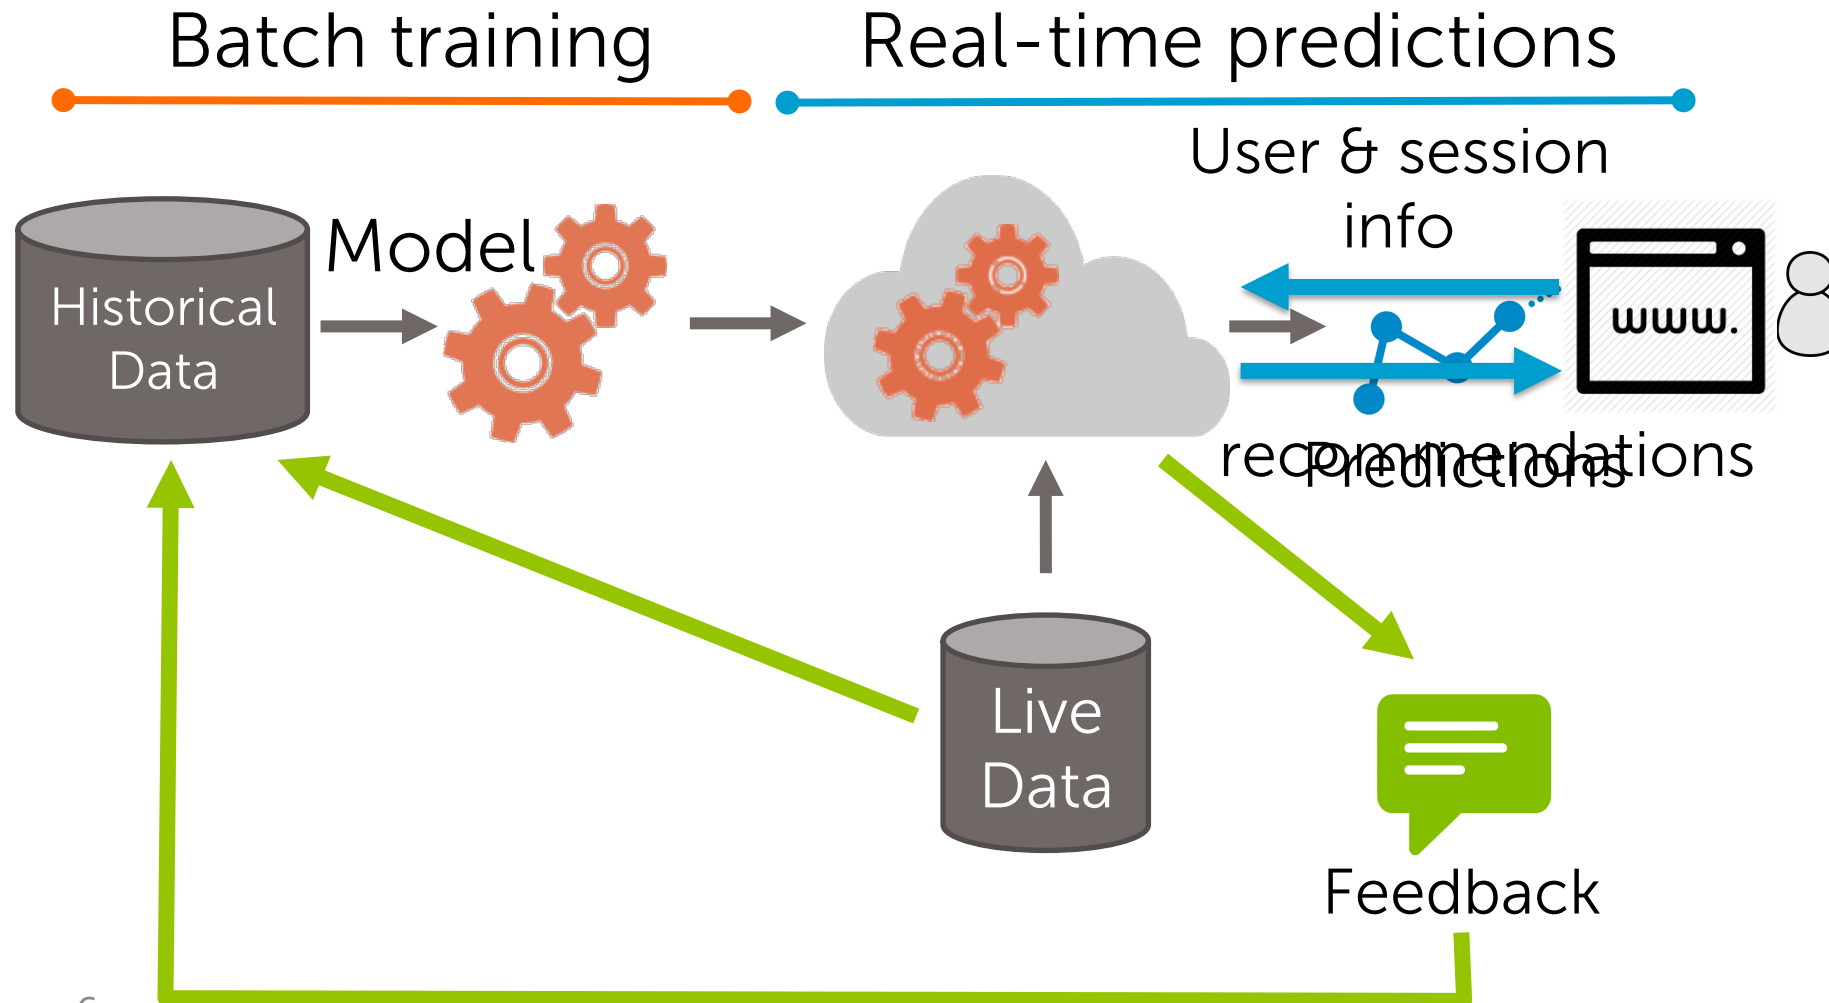 Batch training
Real-time predictions
User & session
info
Model
Historical
Data
www.
recommendations
Predictions
Live
Data
Feedback